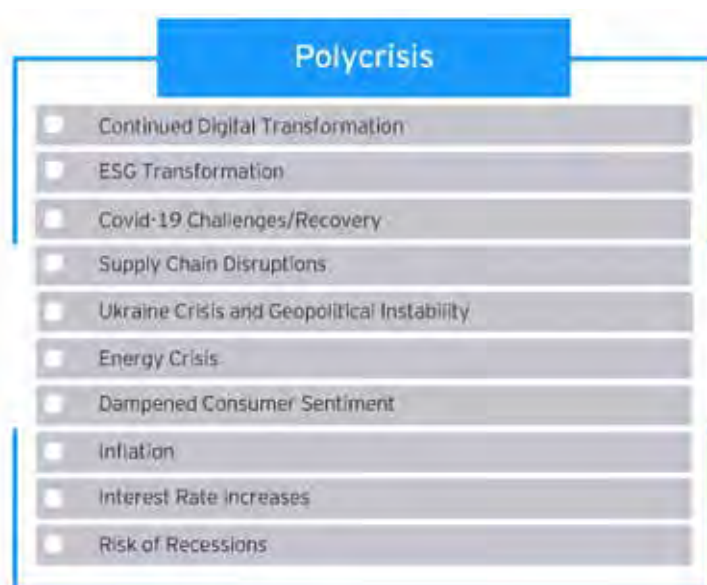 Polycrisis
Continued Digital Transformation
ESG Transformation
Covid-19 Challenges/Recovery
Supply Chain Disruptions
Ukraine Crisis and Geopolitical Instability
Energy Crisis
Dampened Consumer Sentiment
Inflation
Interest Rate increases
Risk of Recessions